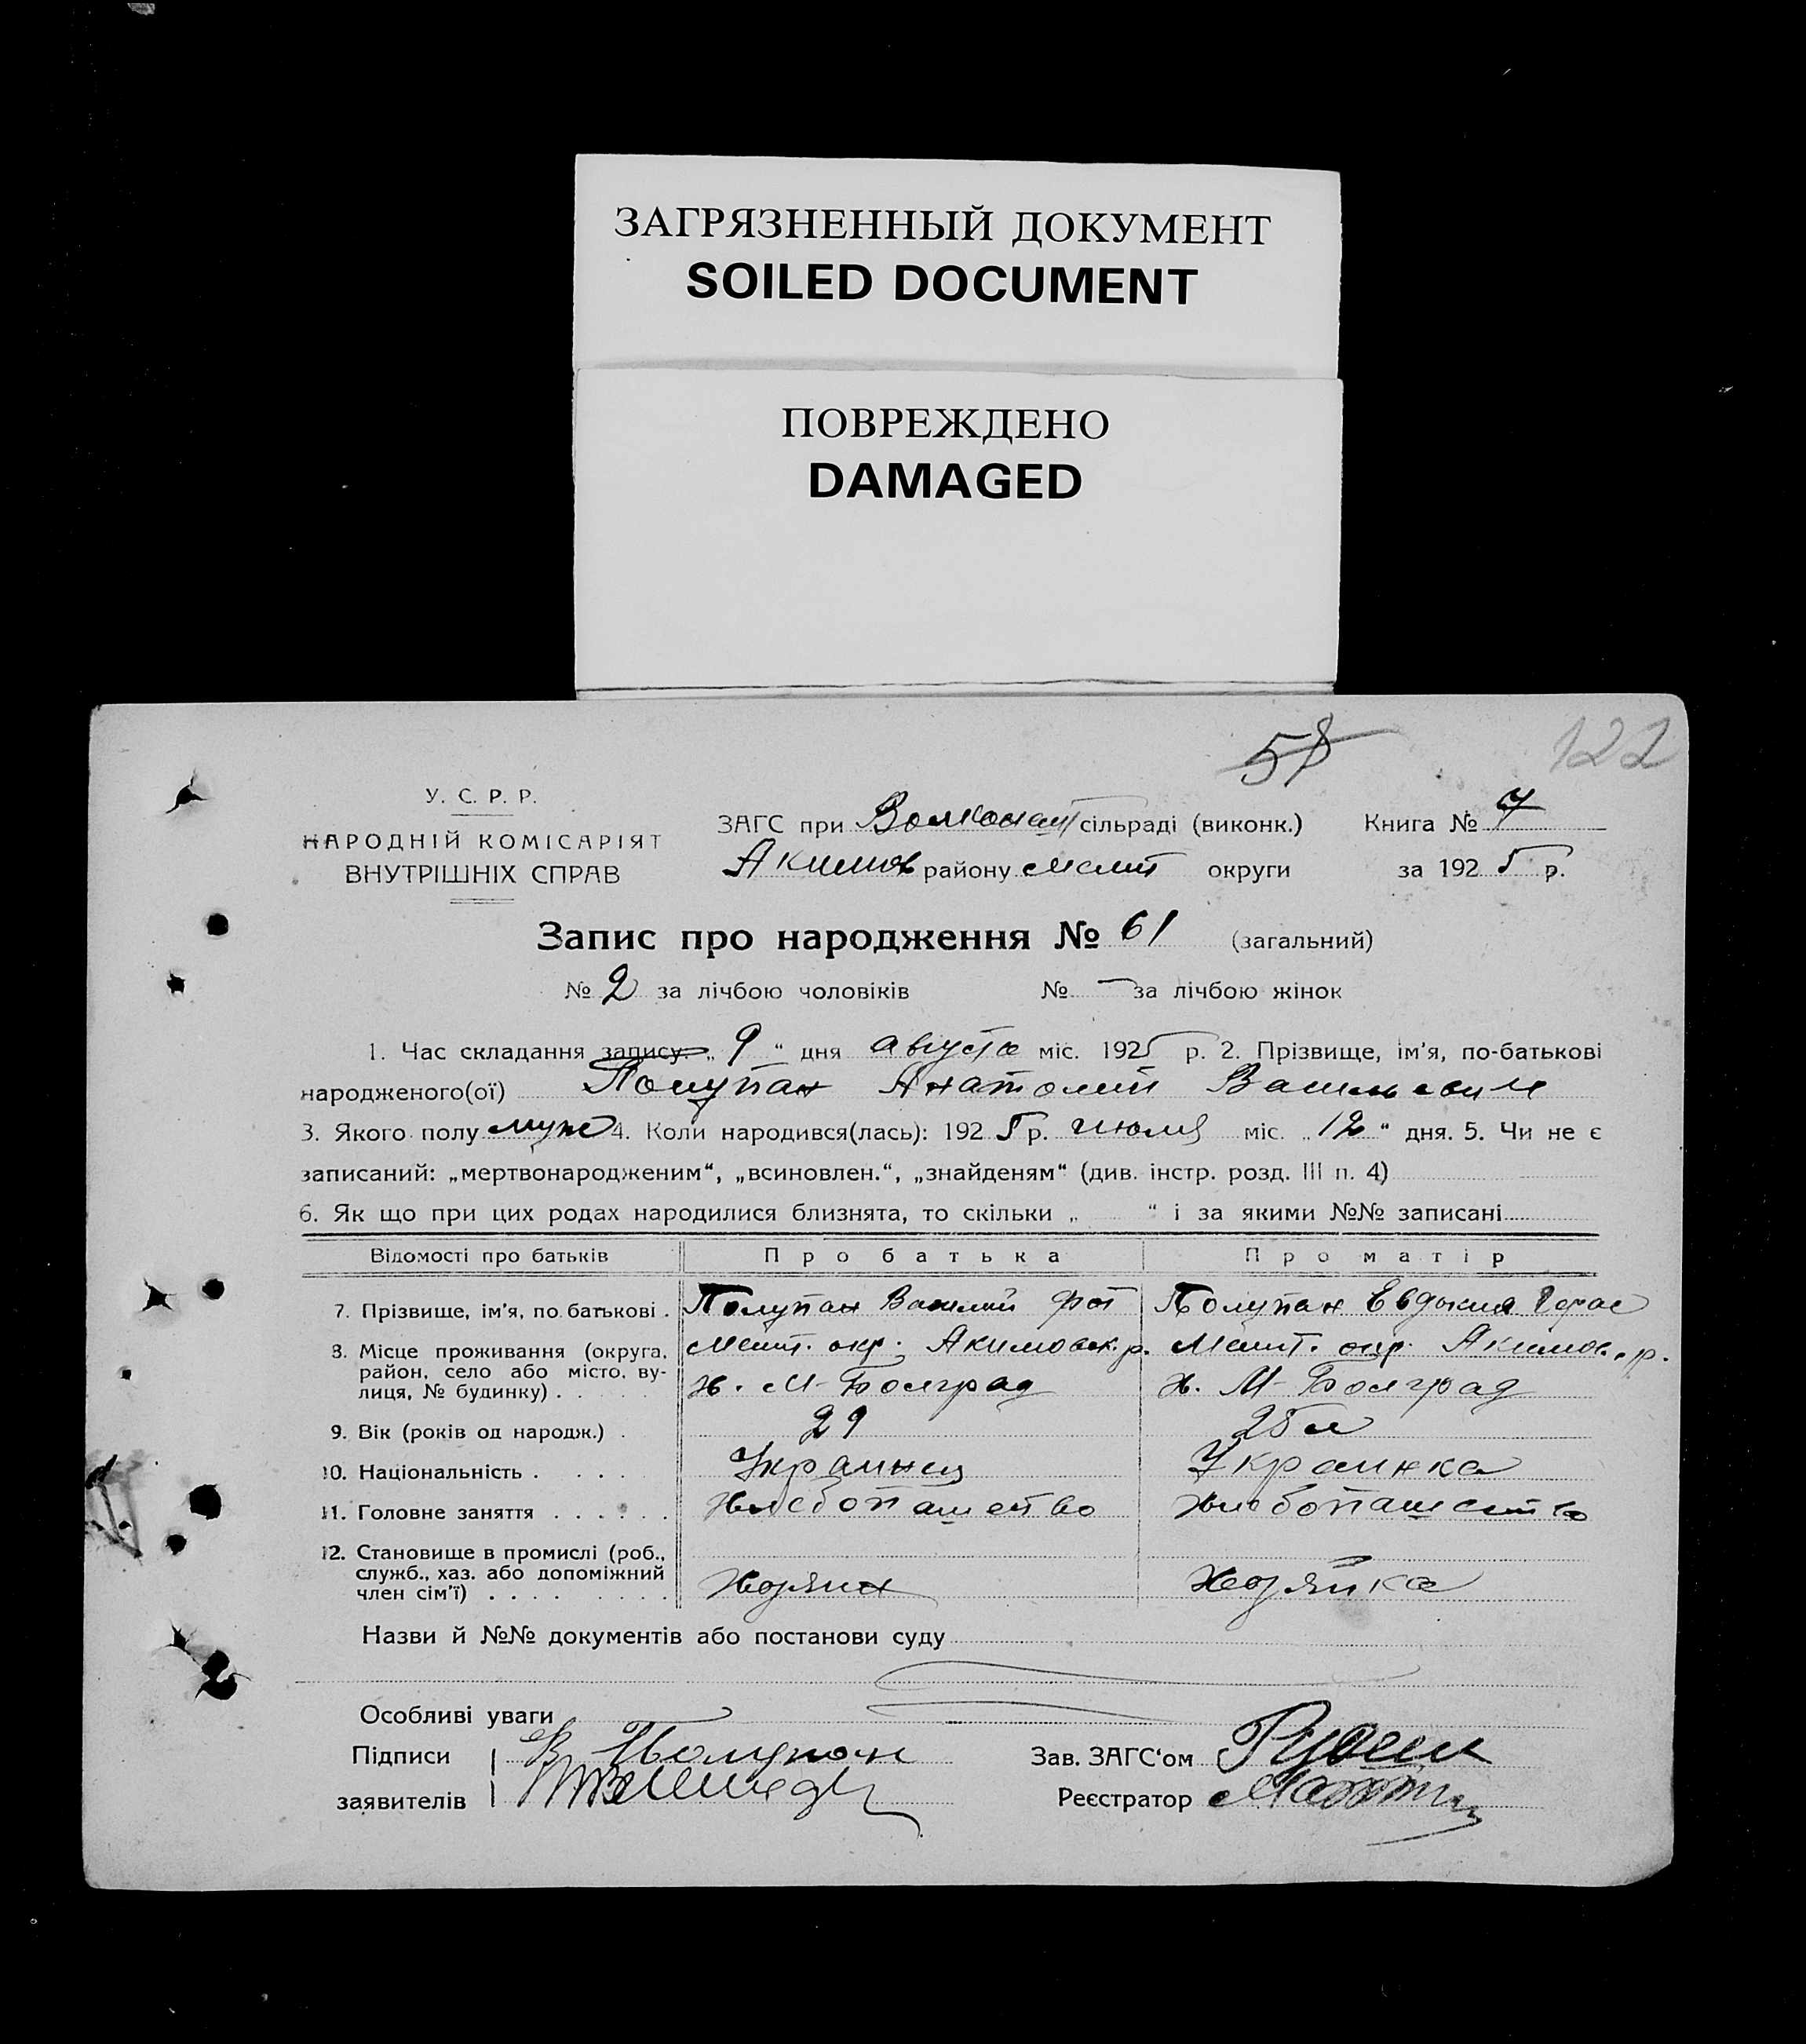 ЗАГРЯЗНЕННЫЙ ДОКУМЕНТ
SOILED DOCUMENT
ПОВРЕЖДЕНО
DAMAGED
58 122
У. С. Р. Р.
НАРОДНІЙ КОМІСАРІЯТ
ВНУТРІШНІХ СПРАВ
ЗАГС при сільраді (виконк.) Книга № 7
Акимов району Мелит округи за 1925 р.
Запис про народження № 61 (загальний)
№ 2 за лічбою чоловіків № — за лічбою жінок
1. Час складання запису „ 9 “ дня августа міс. 1925 р. 2. Прізвище, ім’я, по-батькові
народженого(ої) Полупан Анатолий Васильевич
3. Якого полу муж 4. Коли народився(лась): 1925 р. июля міс. „ 12 “ дня. 5. Чи не є
записаний: „мертвонародженим“, „всиновлен.“, „знайденям“ (див. інстр. розд. III п. 4)
6. Як що при цих родах народилися близнята, то скільки „ “ і за якими №№ записані
Відомості про батьків Про батька Про матір
7. Прізвище, ім’я, по батькові . Полупан Василий Фот Полупан Евдокия Герас
8. Місце проживання (округа, район, село або місто, вулиця, № будинку) . Мелит. окр. Акимовск. р. Мелит. окр. Акимов. р.
х. М-Болград х. М-Болград
9. Вік (років од народж.) . 29 25 л
10. Національність . . . . . Украинец Украинка
11. Головне заняття . . . . . . Хлебопашество Хлебопашество
12. Становище в промислі (роб., служб., хаз. або допоміжний член сім’ї) . . . . . . . .
Назви й №№ документів або постанови суду
Особливі уваги
Підписи В Полупан Зав. ЗАГС‘ом
заявителів Реєстратор